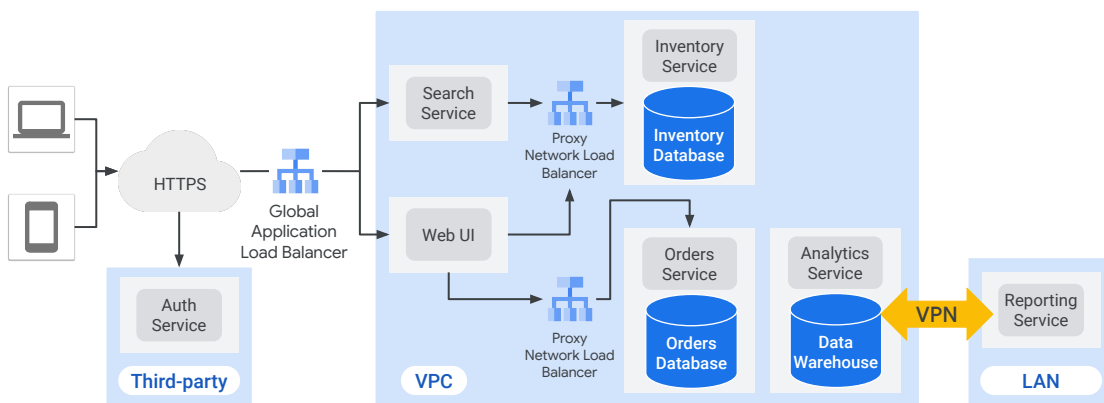 HTTPS
Auth
Service
Third-party
Global
Application
Load Balancer
Search
Service
Web UI
Proxy
Network Load
Balancer
Proxy
Network Load
Balancer
Inventory
Service
Inventory
Database
Orders
Service
Orders
Database
Analytics
Service
Data
Warehouse
VPC
VPN
Reporting
Service
LAN